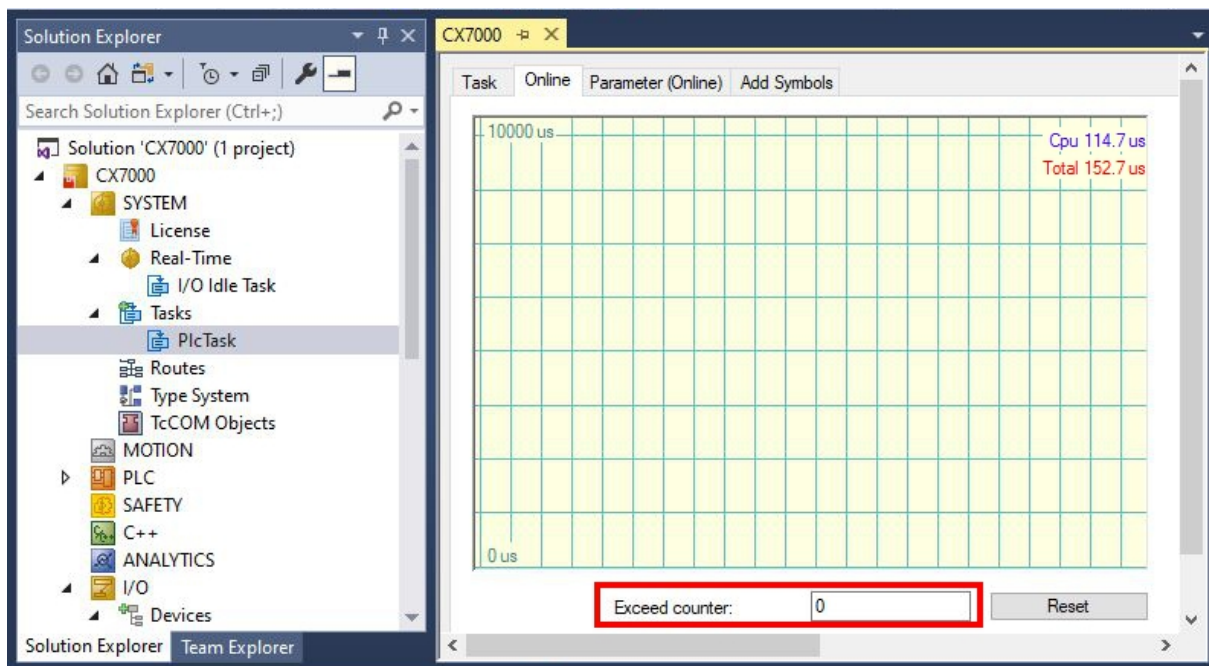 Solution Explorer
Search Solution Explorer (Ctrl+;)
Solution 'CX7000' (1 project)
CX7000
SYSTEM
License
Real-Time
I/O Idle Task
Tasks
PlcTask
Routes
Type System
TcCOM Objects
MOTION
PLC
SAFETY
C++
ANALYTICS
I/O
Devices
Solution Explorer Team Explorer
CX7000
Task Online Parameter (Online) Add Symbols
10000 us
Cpu 114.7 us
Total 152.7 us
0 us
Exceed counter: 0 Reset